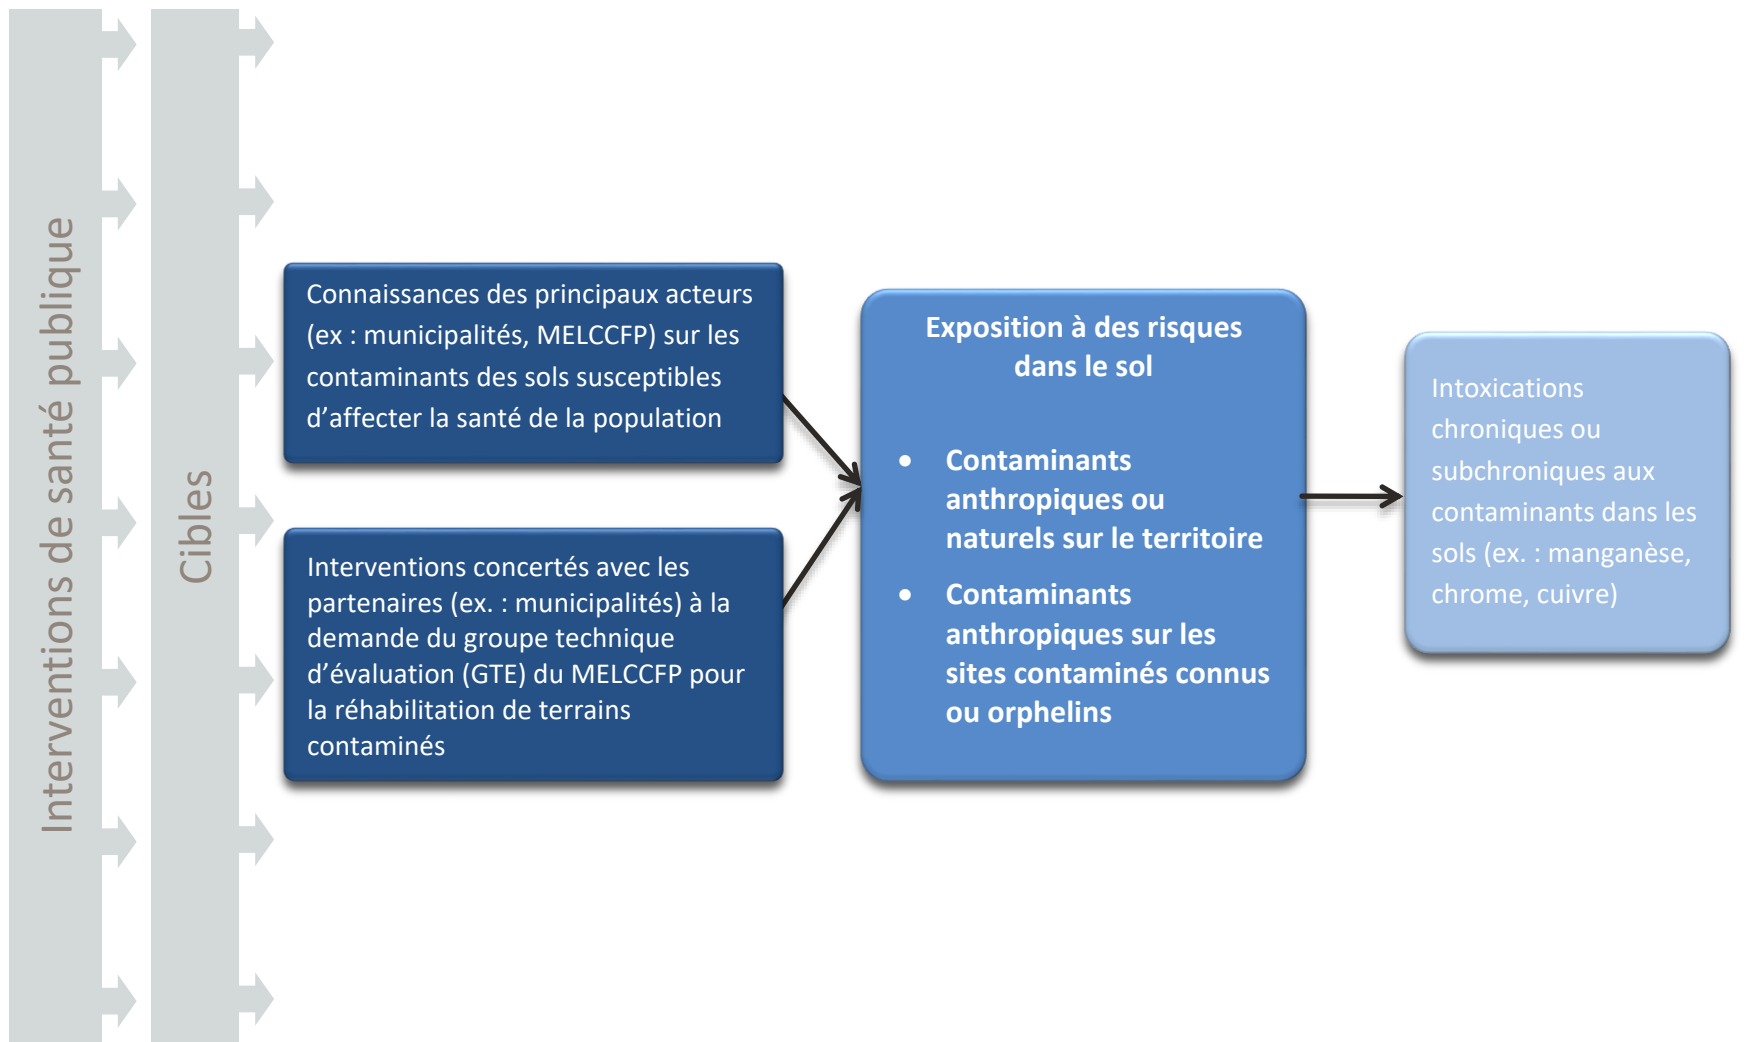 Interventions de santé publique
Cibles
Connaissances des principaux acteurs
(ex : municipalités, MELCCFP) sur les
contaminants des sols susceptibles
d’affecter la santé de la population
Interventions concertés avec les
partenaires (ex. : municipalités) à la
demande du groupe technique
d’évaluation (GTE) du MELCCFP pour
la réhabilitation de terrains
contaminés
Exposition à des risques
dans le sol
• Contaminants
anthropiques ou
naturels sur le territoire
• Contaminants
anthropiques sur les
sites contaminés connus
ou orphelins
Intoxications
chroniques ou
subchroniques aux
contaminants dans les
sols (ex. : manganèse,
chrome, cuivre)